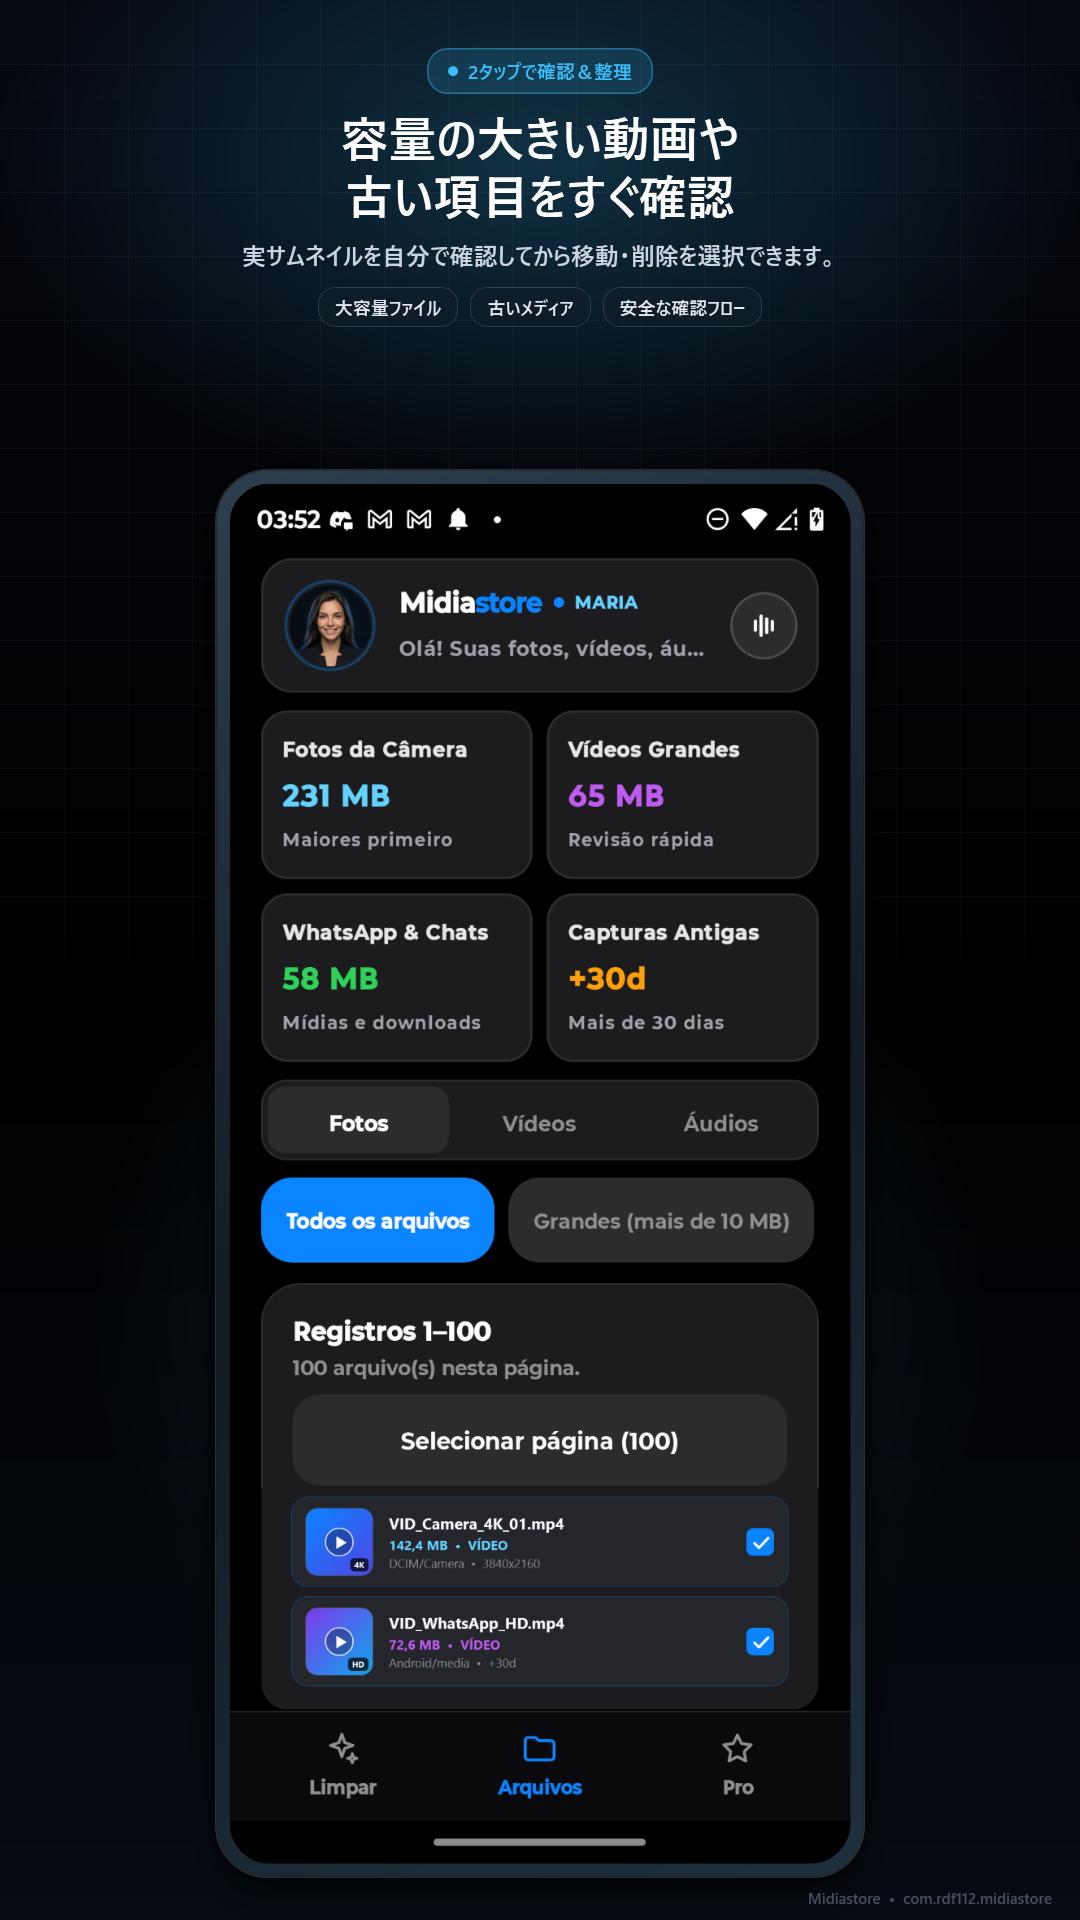 2タップで確認＆整理
容量の大きい動画や
古い項目をすぐ確認
実サムネイルを自分で確認してから移動・削除を選択できます。
大容量ファイル 古いメディア 安全な確認フロー
03:52
Midiastore • MARIA
Olá! Suas fotos, vídeos, áu...
Fotos da Câmera
231 MB
Maiores primeiro
Vídeos Grandes
65 MB
Revisão rápida
WhatsApp & Chats
58 MB
Mídias e downloads
Capturas Antigas
+30d
Mais de 30 dias
Fotos Vídeos Áudios
Todos os arquivos Grandes (mais de 10 MB)
Registros 1–100
100 arquivo(s) nesta página.
Selecionar página (100)
VID_Camera_4K_01.mp4
142,4 MB • VÍDEO
DCIM/Camera • 3840x2160
4K
VID_WhatsApp_HD.mp4
72,6 MB • VÍDEO
Android/media • +30d
HD
Limpar Arquivos Pro
Midiastore • com.rdf112.midiastore